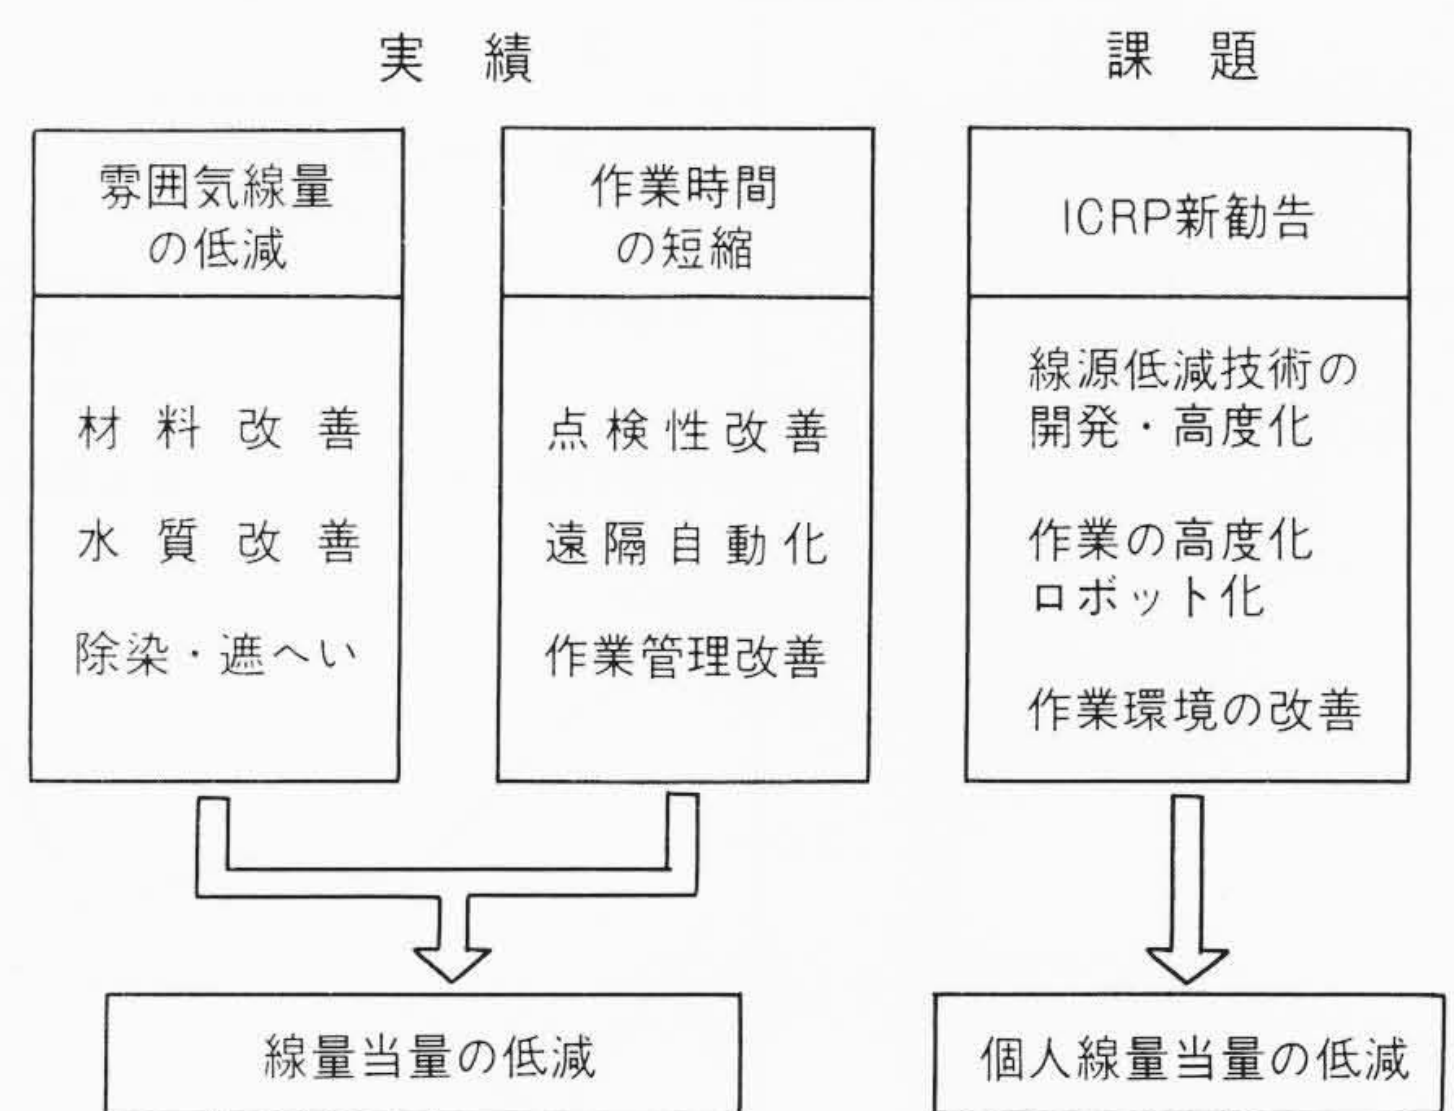 実績
課題
雰囲気線量
の低減
材料改善
水質改善
除染・遮へい
作業時間
の短縮
点検性改善
遠隔自動化
作業管理改善
ICRP新勧告
線源低減技術の
開発・高度化
作業の高度化
ロボット化
作業環境の改善
線量当量の低減
個人線量当量の低減